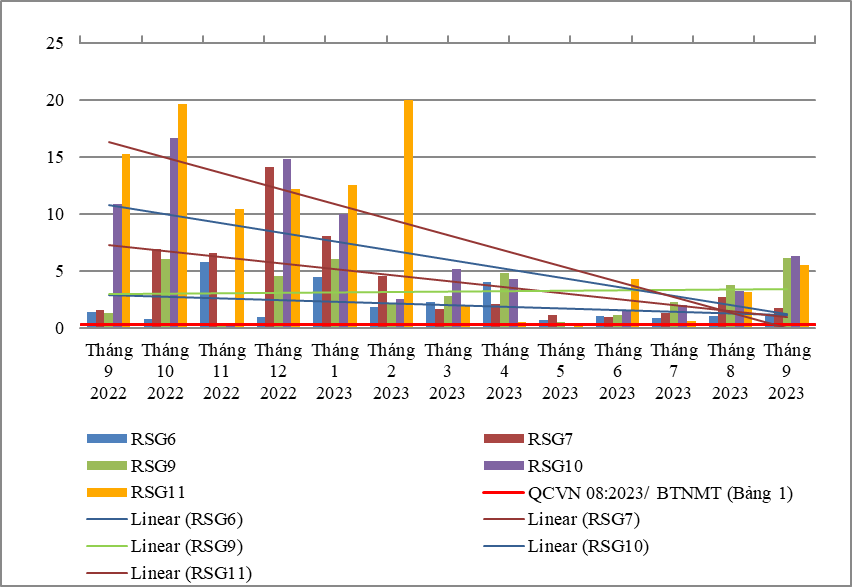 25
20
15
10
5
0
Tháng Tháng Tháng Tháng Tháng Tháng Tháng Tháng Tháng Tháng Tháng Tháng Tháng
9 10 11 12 1 2 3 4 5 6 7 8 9
2022 2022 2022 2022 2023 2023 2023 2023 2023 2023 2023 2023 2023
RSG6 RSG7
RSG9 RSG10
RSG11 QCVN 08:2023/ BTNMT (Bảng 1)
Linear (RSG6) Linear (RSG7)
Linear (RSG9) Linear (RSG10)
Linear (RSG11)